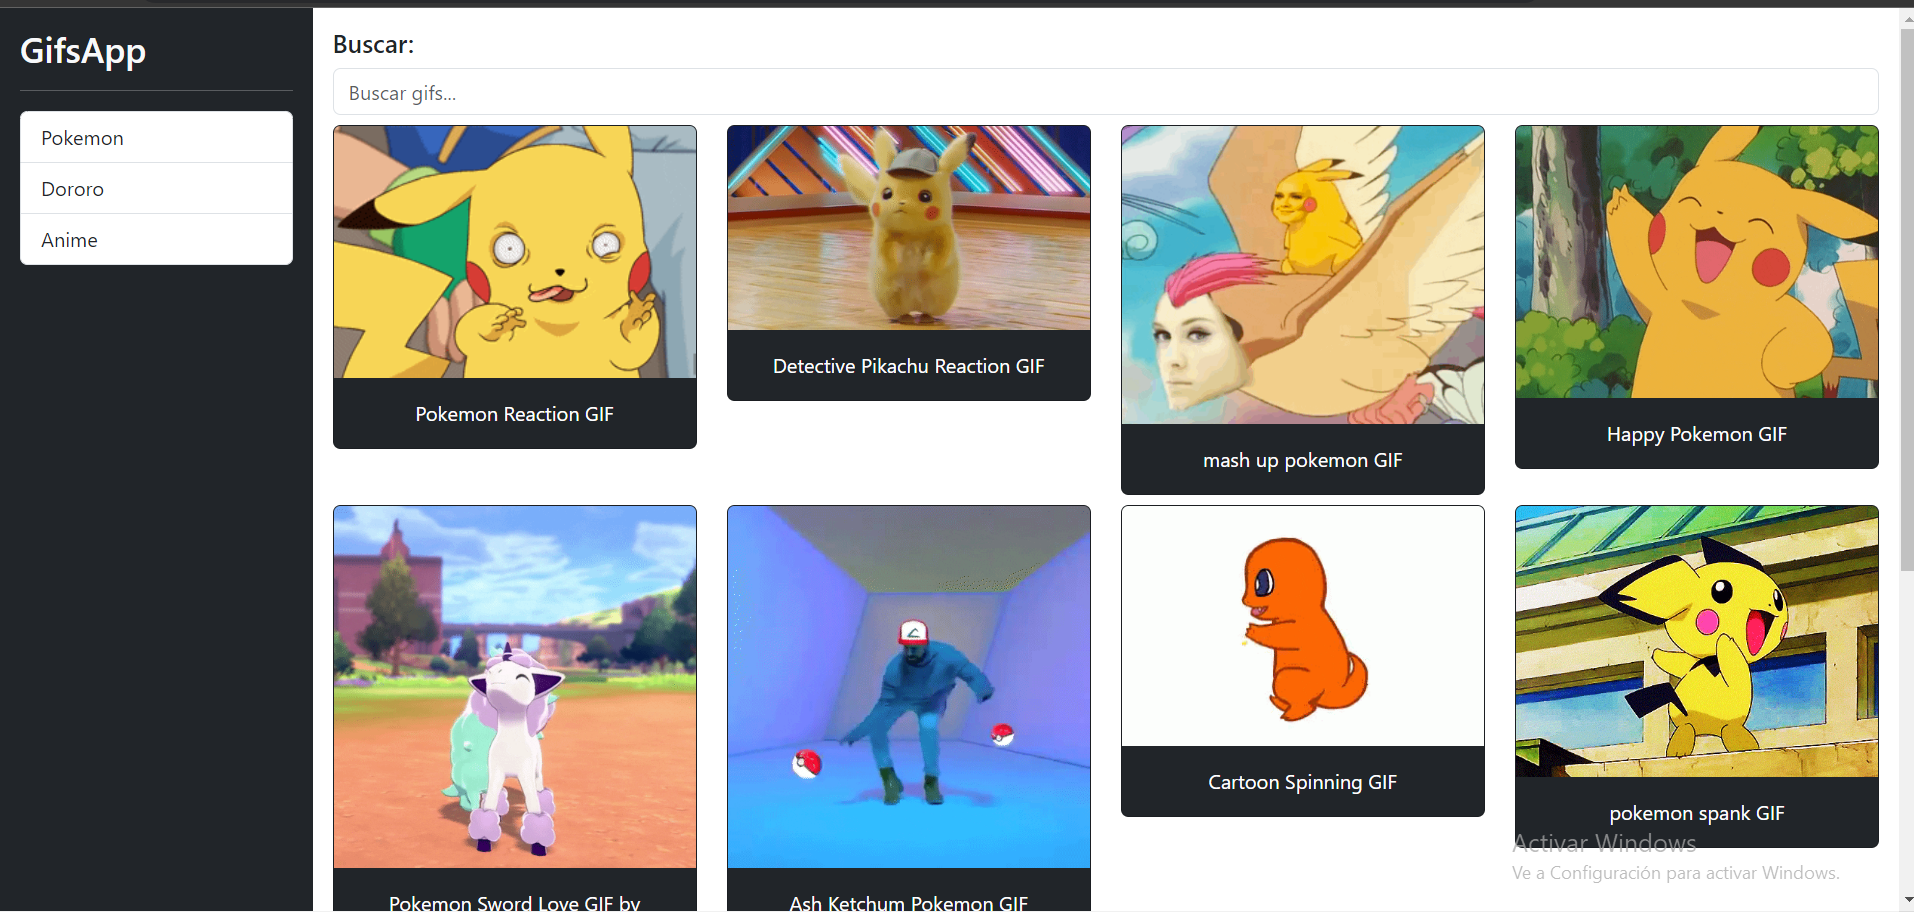 GifsApp
Pokemon
Dororo
Anime
Buscar:
Buscar gifs...
Pokemon Reaction GIF
Detective Pikachu Reaction GIF
mash up pokemon GIF
Happy Pokemon GIF
Pokemon Sword Love GIF by
Ash Ketchum Pokemon GIF
Cartoon Spinning GIF
pokemon spank GIF
Activar Windows
Ve a Configuración para activar Windows.